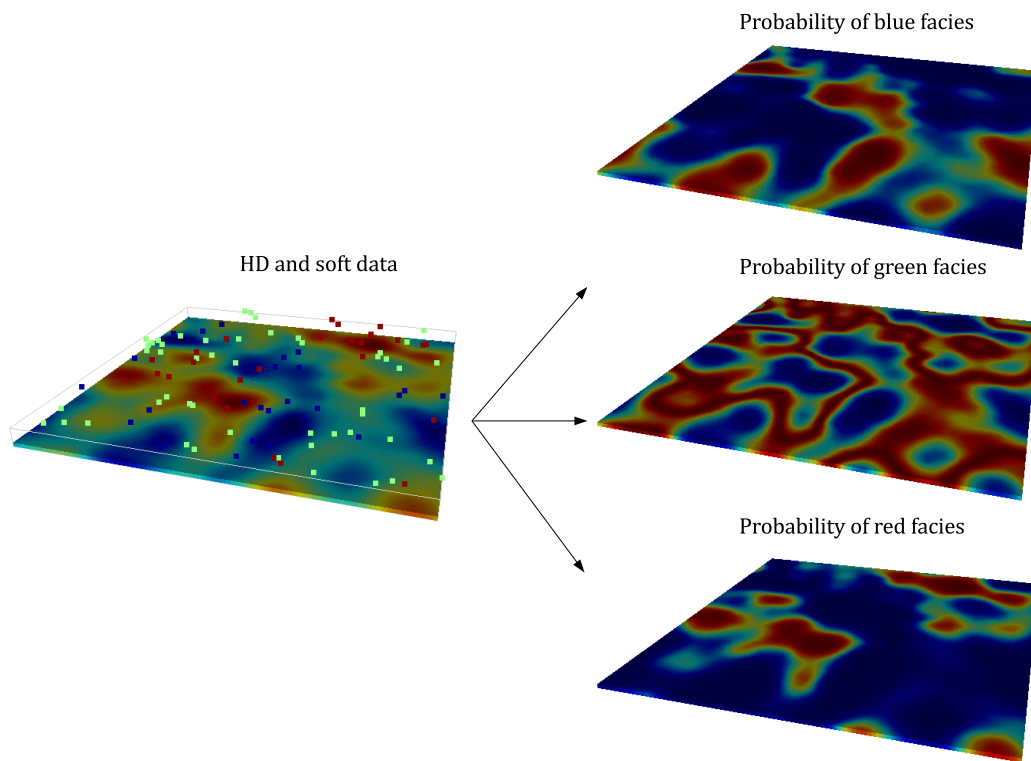 Probability of blue facies
HD and soft data
Probability of green facies
Probability of red facies